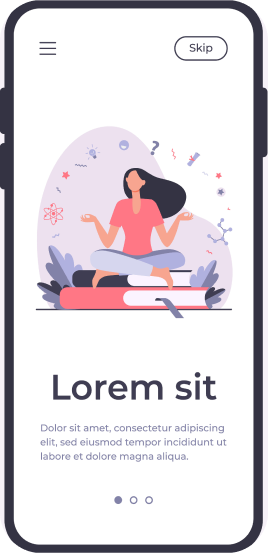 Skip
Lorem sit
Dolor sit amet, consectetur adipiscing
elit, sed eiusmod tempor incididunt ut
labore et dolore magna aliqua.